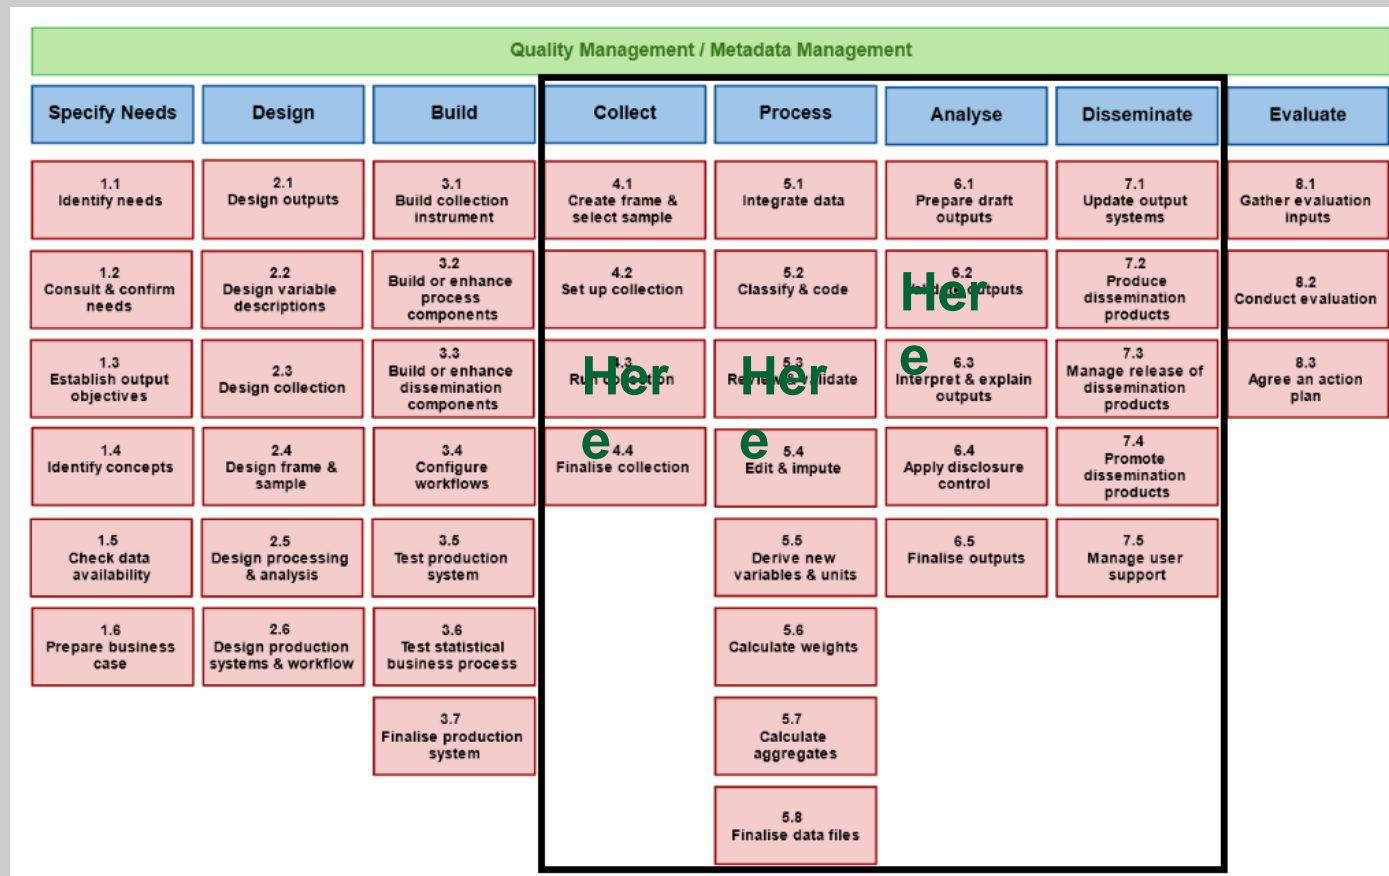 Quality Management / Metadata Management
Specify Needs
Design
Build
Collect
Process
Analyse
Disseminate
Evaluate
1.1
Identify needs
2.1
Design outputs
3.1
Build collection
instrument
4.1
Create frame &
select sample
5.1
Integrate data
6.1
Prepare draft
outputs
7.1
Update output
systems
8.1
Gather evaluation
inputs
1.2
Consult & confirm
needs
2.2
Design variable
descriptions
3.2
Build or enhance
process
components
4.2
Set up collection
5.2
Classify & code
6.2
Validate outputs
Her
e
7.2
Produce
dissemination
products
8.2
Conduct evaluation
1.3
Establish output
objectives
2.3
Design collection
3.3
Build or enhance
dissemination
components
4.3
Run collection
Her
e
5.3
Review & validate
Her
e
6.3
Interpret & explain
outputs
7.3
Manage release of
dissemination
products
8.3
Agree an action
plan
1.4
Identify concepts
2.4
Design frame &
sample
3.4
Configure
workflows
4.4
Finalise collection
5.4
Edit & impute
6.4
Apply disclosure
control
7.4
Promote
dissemination
products
1.5
Check data
availability
2.5
Design processing
& analysis
3.5
Test production
system
5.5
Derive new
variables & units
6.5
Finalise outputs
7.5
Manage user
support
1.6
Prepare business
case
2.6
Design production
systems & workflow
3.6
Test statistical
business process
5.6
Calculate weights
3.7
Finalise production
system
5.7
Calculate
aggregates
5.8
Finalise data files